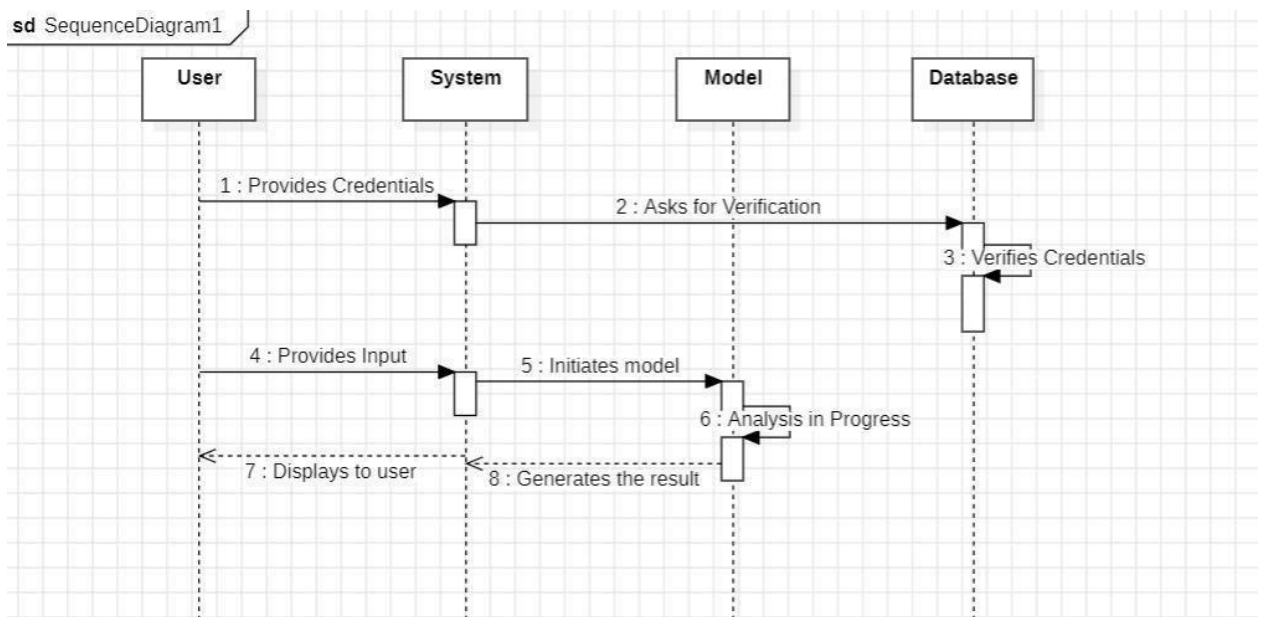 sd SequenceDiagram1
User
System
Model
Database
1 : Provides Credentials
2 : Asks for Verification
3 : Verifies Credentials
4 : Provides Input
5 : Initiates model
6 : Analysis in Progress
7 : Displays to user
8 : Generates the result